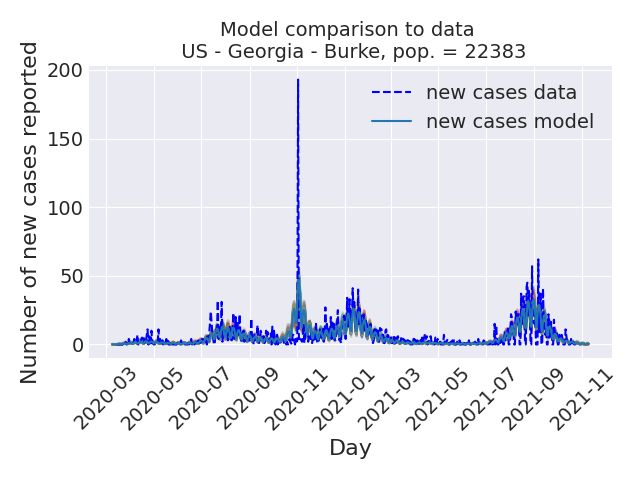 Model comparison to data
US - Georgia - Burke, pop. = 22383
Number of new cases reported
200
150
100
50
0
new cases data
new cases model
2020-03
2020-05
2020-07
2020-09
2020-11
2021-01
2021-03
2021-05
2021-07
2021-09
2021-11
Day